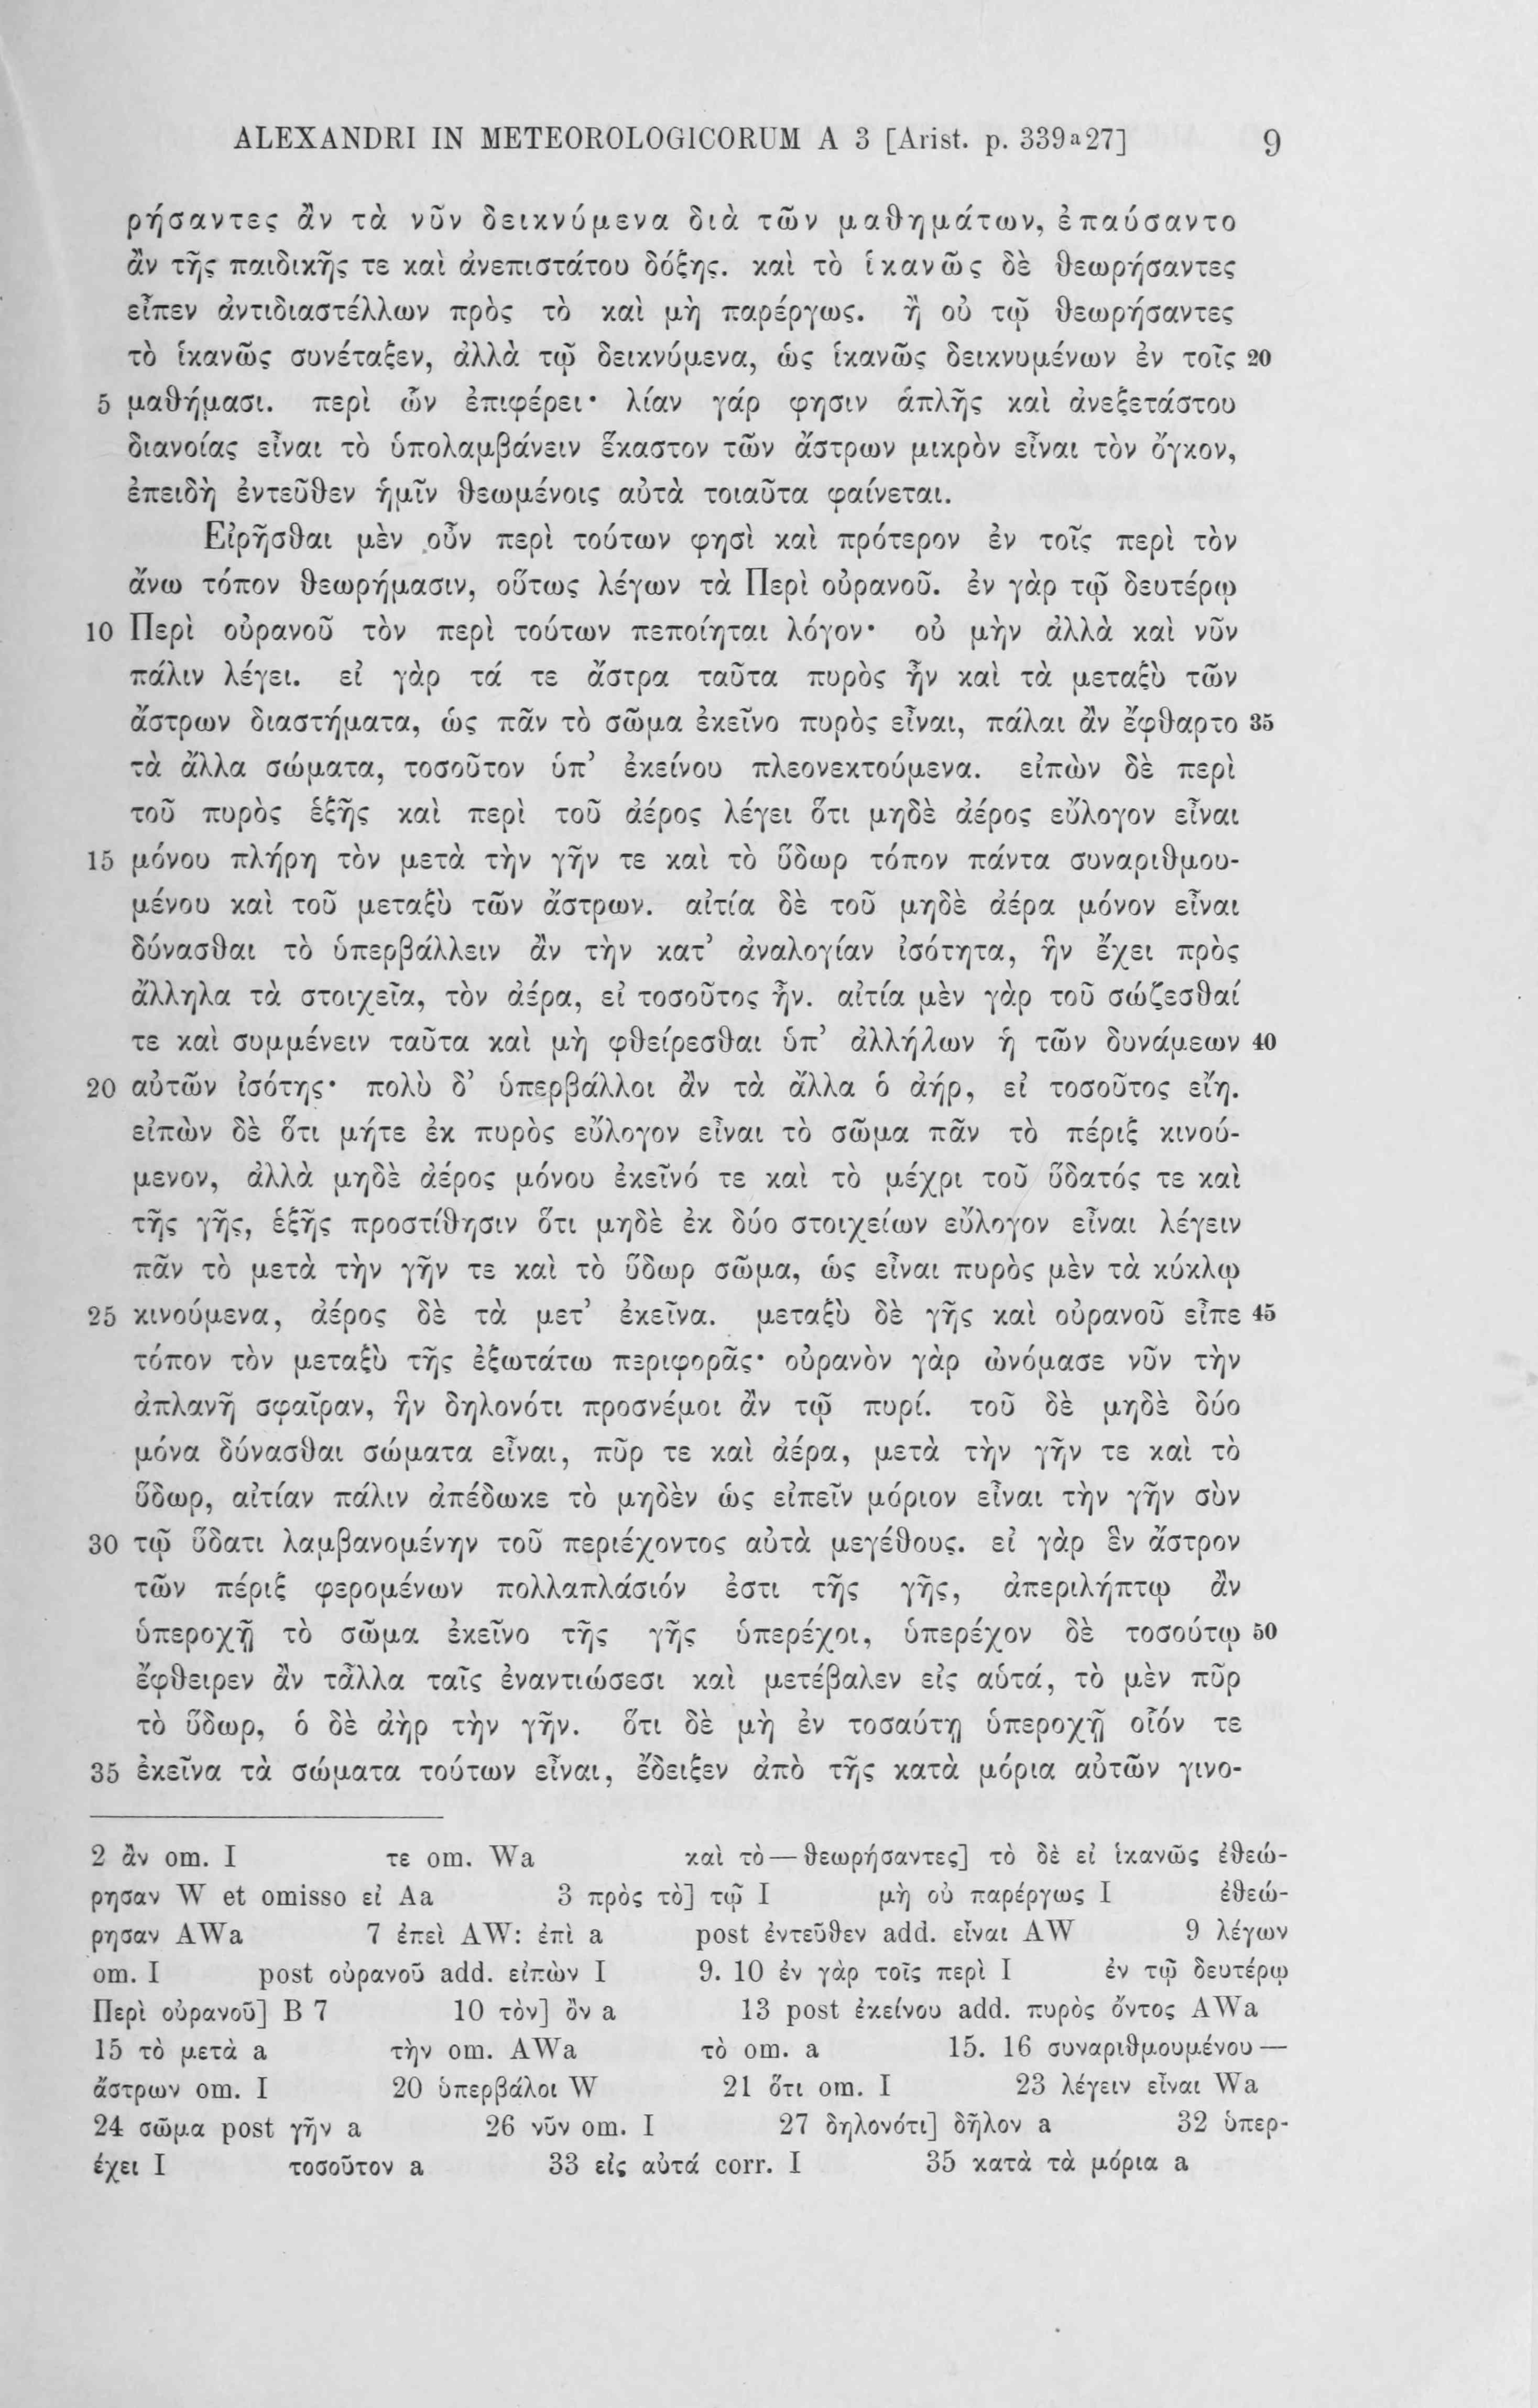 ALEXANDRI IN METEOROLOGICORUM A 3 [Arist. p. 339a27] 9
ρήσαντες ἂν τὰ νῦν δεικνύμενα διὰ τῶν μαθημάτων, ἐπαύσαντο
ἂν τῆς παιδικῆς τε καὶ ἀνεπιστάτου δόξης. καὶ τὸ ἱκανῶς δὲ θεωρήσαντες
εἶπεν ἀντιδιαστέλλων πρὸς τὸ καὶ μὴ παρέργως. ἢ οὐ τῷ θεωρήσαντες
τὸ ἱκανῶς συνέταξεν, ἀλλὰ τῷ δεικνύμενα, ὡς ἱκανῶς δεικνυμένων ἐν τοῖς 20
5 μαθήμασι. περὶ ὧν ἐπιφέρει· λίαν γάρ φησιν ἁπλῆς καὶ ἀνεξετάστου
διανοίας εἶναι τὸ ὑπολαμβάνειν ἕκαστον τῶν ἄστρων μικρὸν εἶναι τὸν ὄγκον,
ἐπειδὴ ἐντεῦθεν ἡμῖν θεωμένοις αὐτὰ τοιαῦτα φαίνεται.
Εἰρῆσθαι μὲν οὖν περὶ τούτων φησὶ καὶ πρότερον ἐν τοῖς περὶ τὸν
ἄνω τόπον θεωρήμασιν, οὕτως λέγων τὰ Περὶ οὐρανοῦ. ἐν γὰρ τῷ δευτέρῳ
10 Περὶ οὐρανοῦ τὸν περὶ τούτων πεποίηται λόγον· οὐ μὴν ἀλλὰ καὶ νῦν
πάλιν λέγει. εἰ γὰρ τά τε ἄστρα ταῦτα πυρὸς ἦν καὶ τὰ μεταξὺ τῶν
ἄστρων διαστήματα, ὡς πᾶν τὸ σῶμα ἐκεῖνο πυρὸς εἶναι, πάλαι ἂν ἔφθαρτο 35
τὰ ἄλλα σώματα, τοσοῦτον ὑπ’ ἐκείνου πλεονεκτούμενα. εἰπὼν δὲ περὶ
τοῦ πυρὸς ἑξῆς καὶ περὶ τοῦ ἀέρος λέγει ὅτι μηδὲ ἀέρος εὔλογον εἶναι
15 μόνου πλήρη τὸν μετὰ τὴν γῆν τε καὶ τὸ ὕδωρ τόπον πάντα συναριθμου-
μένου καὶ τοῦ μεταξὺ τῶν ἄστρων. αἰτία δὲ τοῦ μηδὲ ἀέρα μόνον εἶναι
δύνασθαι τὸ ὑπερβάλλειν ἂν τὴν κατ’ ἀναλογίαν ἰσότητα, ἣν ἔχει πρὸς
ἄλληλα τὰ στοιχεῖα, τὸν ἀέρα, εἰ τοσοῦτος ἦν. αἰτία μὲν γὰρ τοῦ σώζεσθαί
τε καὶ συμμένειν ταῦτα καὶ μὴ φθείρεσθαι ὑπ’ ἀλλήλων ἡ τῶν δυνάμεων 40
20 αὐτῶν ἰσότης· πολὺ δ’ ὑπερβάλλοι ἂν τὰ ἄλλα ὁ ἀήρ, εἰ τοσοῦτος εἴη.
εἰπὼν δὲ ὅτι μήτε ἐκ πυρὸς εὔλογον εἶναι τὸ σῶμα πᾶν τὸ πέριξ κινού-
μενον, ἀλλὰ μηδὲ ἀέρος μόνου ἐκεῖνό τε καὶ τὸ μέχρι τοῦ ὕδατός τε καὶ
τῆς γῆς, ἑξῆς προστίθησιν ὅτι μηδὲ ἐκ δύο στοιχείων εὔλογον εἶναι λέγειν
πᾶν τὸ μετὰ τὴν γῆν τε καὶ τὸ ὕδωρ σῶμα, ὡς εἶναι πυρὸς μὲν τὰ κύκλῳ
25 κινούμενα, ἀέρος δὲ τὰ μετ’ ἐκεῖνα. μεταξὺ δὲ γῆς καὶ οὐρανοῦ εἶπε 45
τόπον τὸν μεταξὺ τῆς ἐξωτάτω περιφορᾶς· οὐρανὸν γὰρ ὠνόμασε νῦν τὴν
ἀπλανῆ σφαῖραν, ἣν δηλονότι προσνέμοι ἂν τῷ πυρί. τοῦ δὲ μηδὲ δύο
μόνα δύνασθαι σώματα εἶναι, πῦρ τε καὶ ἀέρα, μετὰ τὴν γῆν τε καὶ τὸ
ὕδωρ, αἰτίαν πάλιν ἀπέδωκε τὸ μηδὲν ὡς εἰπεῖν μόριον εἶναι τὴν γῆν σὺν
30 τῷ ὕδατι λαμβανομένην τοῦ περιέχοντος αὐτὰ μεγέθους. εἰ γὰρ ἓν ἄστρον
τῶν πέριξ φερομένων πολλαπλάσιόν ἐστι τῆς γῆς, ἀπεριλήπτῳ ἂν
ὑπεροχῇ τὸ σῶμα ἐκεῖνο τῆς γῆς ὑπερέχοι, ὑπερέχον δὲ τοσούτῳ 50
ἔφθειρεν ἂν τἆλλα ταῖς ἐναντιώσεσι καὶ μετέβαλεν εἰς αὑτά, τὸ μὲν πῦρ
τὸ ὕδωρ, ὁ δὲ ἀὴρ τὴν γῆν. ὅτι δὲ μὴ ἐν τοσαύτῃ ὑπεροχῇ οἷόν τε
35 ἐκεῖνα τὰ σώματα τούτων εἶναι, ἔδειξεν ἀπὸ τῆς κατὰ μόρια αὐτῶν γινο-
2 ἂν om. I τε om. Wa καὶ τὸ—θεωρήσαντες] τὸ δὲ εἰ ἱκανῶς ἐθεώ-
ρησαν W et omisso εἰ Aa 3 πρὸς τὸ] τῷ I μὴ οὐ παρέργως I ἐθεώ-
ρησαν AWa 7 ἐπεὶ AW: ἐπὶ a post ἐντεῦθεν add. εἶναι AW 9 λέγων
om. I post οὐρανοῦ add. εἰπὼν I 9. 10 ἐν γὰρ τοῖς περὶ I ἐν τῷ δευτέρῳ
Περὶ οὐρανοῦ] B 7 10 τὸν] ὃν a 13 post ἐκείνου add. πυρὸς ὄντος AWa
15 τὸ μετὰ a τὴν om. AWa τὸ om. a 15. 16 συναριθμουμένου—
ἄστρων om. I 20 ὑπερβάλοι W 21 ὅτι om. I 23 λέγειν εἶναι Wa
24 σῶμα post γῆν a 26 νῦν om. I 27 δηλονότι] δῆλον a 32 ὑπερ-
έχει I τοσοῦτον a 33 εἰς αὐτά corr. I 35 κατὰ τὰ μόρια a